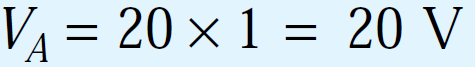 V_A = 20 × 1 = 20 V